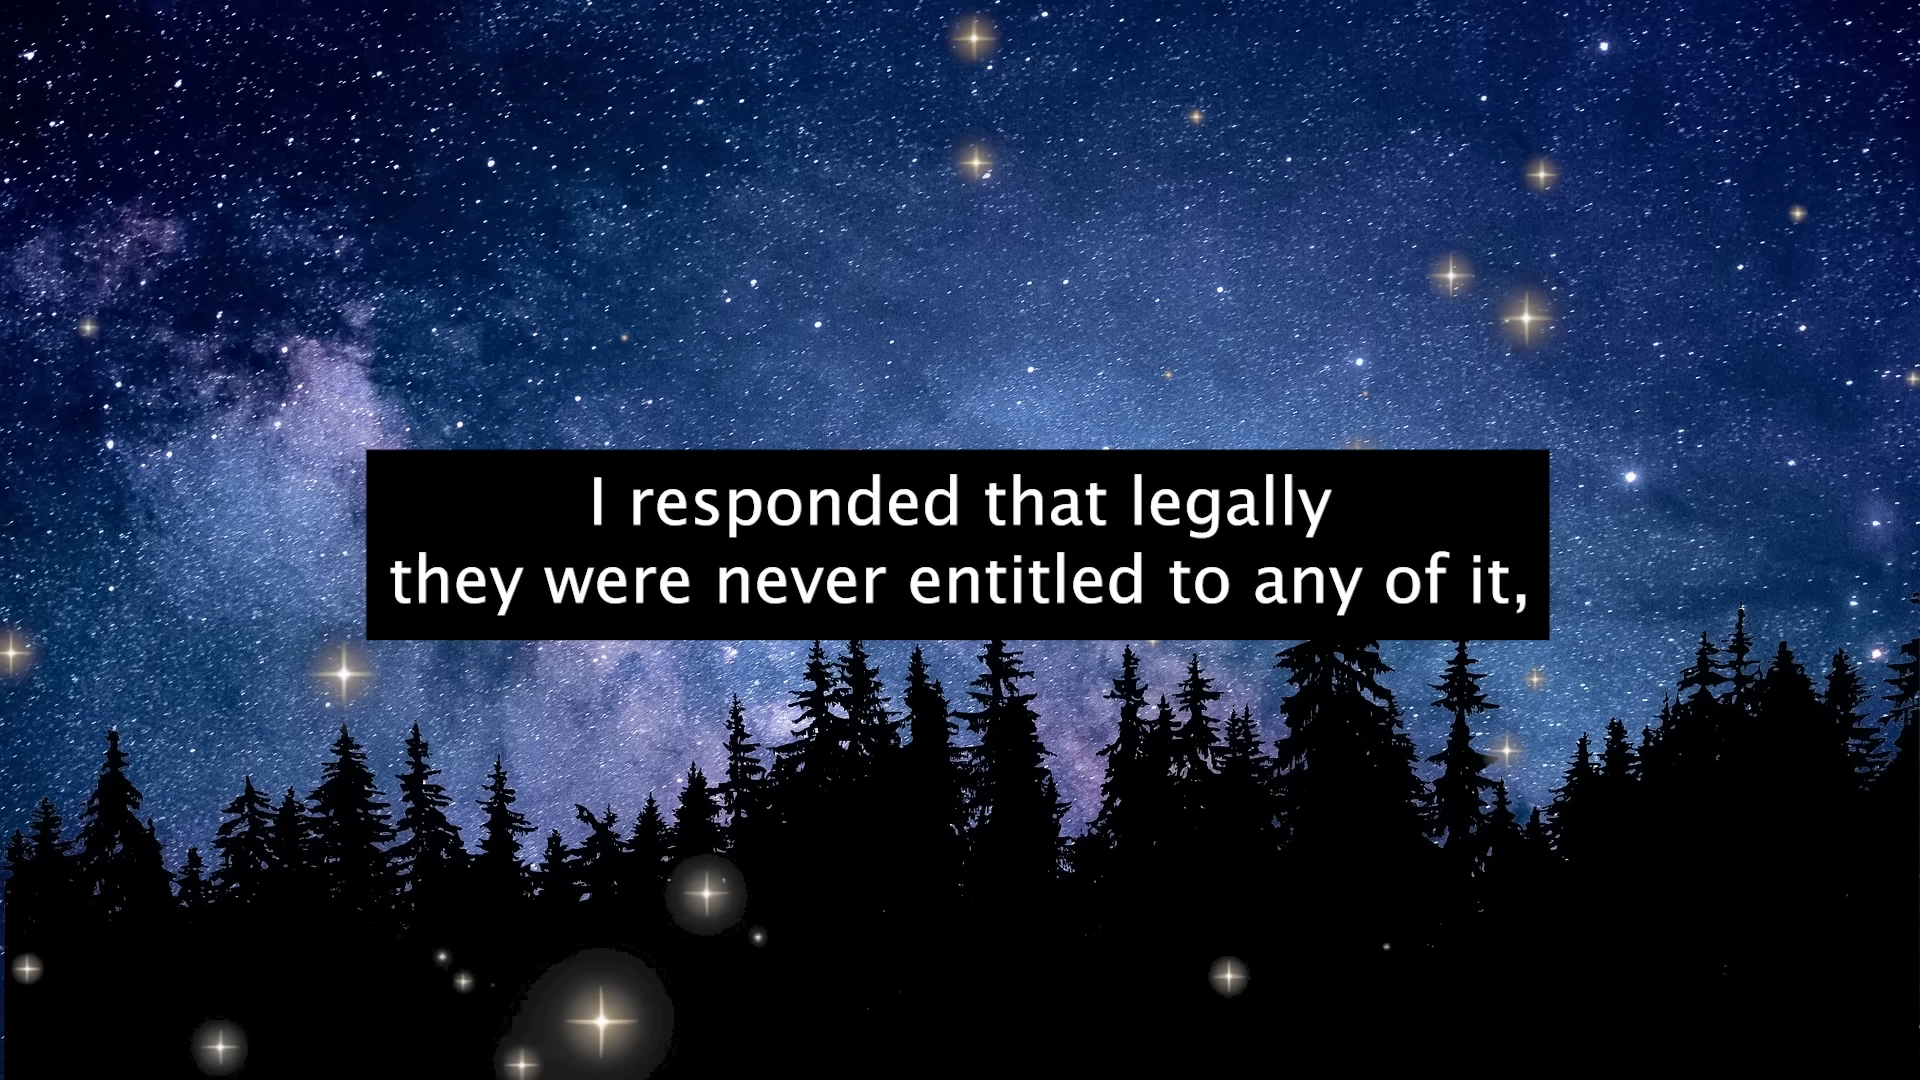 I responded that legally
they were never entitled to any of it,